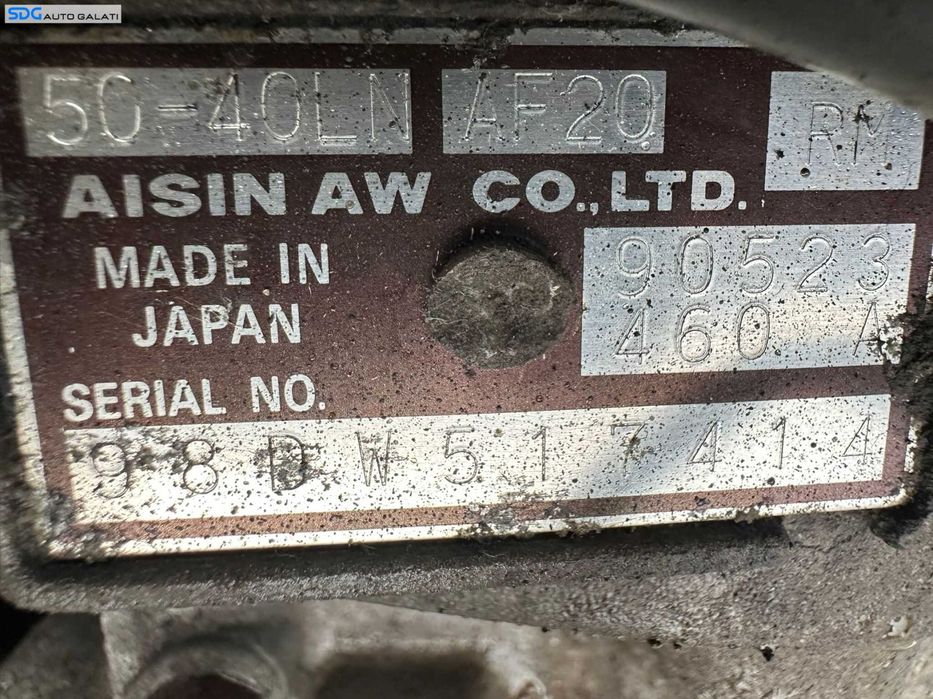 SDG AUTO GALATI
50-40LN AF20 RM
AISIN AW CO., LTD.
MADE IN
JAPAN
90523
460 A
SERIAL NO.
98DW517414